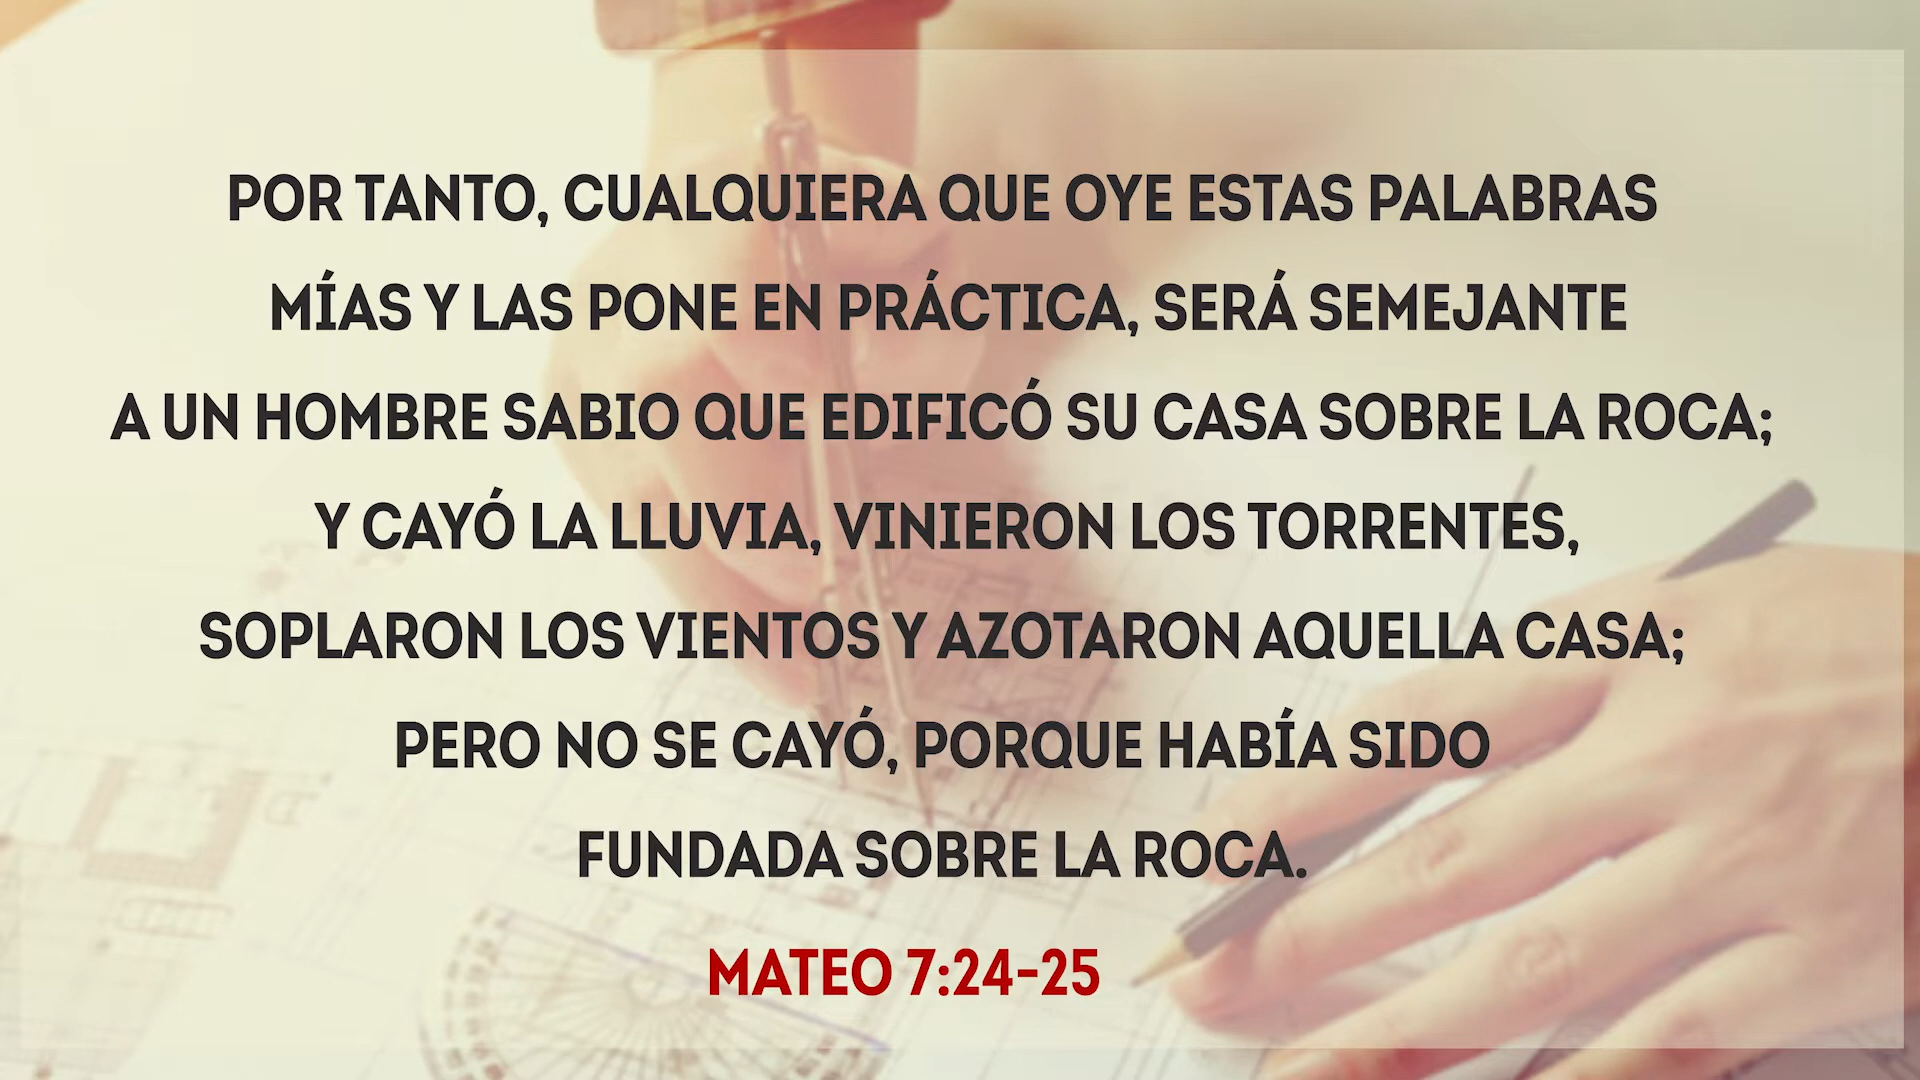 POR TANTO, CUALQUIERA QUE OYE ESTAS PALABRAS
MÍAS Y LAS PONE EN PRÁCTICA, SERÁ SEMEJANTE
A UN HOMBRE SABIO QUE EDIFICÓ SU CASA SOBRE LA ROCA;
Y CAYÓ LA LLUVIA, VINIERON LOS TORRENTES,
SOPLARON LOS VIENTOS Y AZOTARON AQUELLA CASA;
PERO NO SE CAYÓ, PORQUE HABÍA SIDO
FUNDADA SOBRE LA ROCA.
MATEO 7:24-25